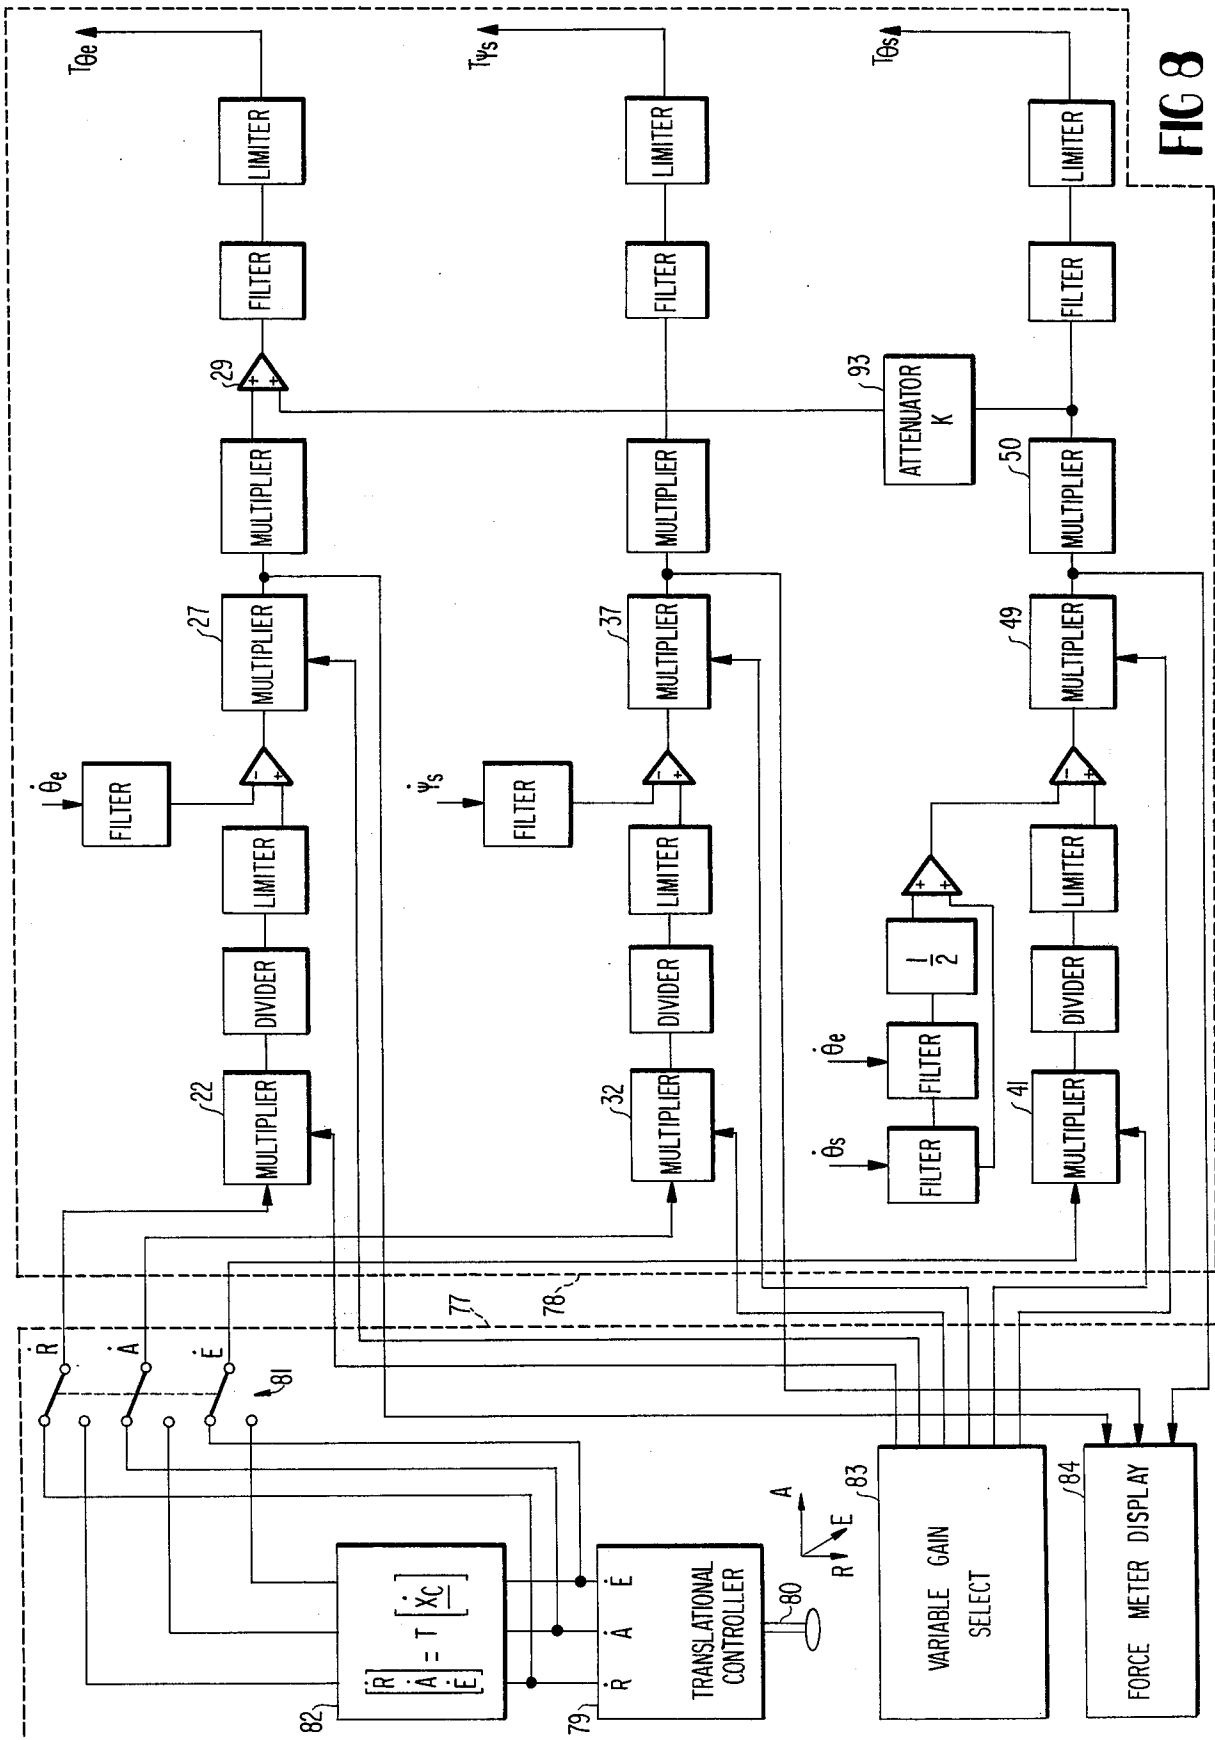 FIG 8
Tθe
LIMITER
FILTER
29
+
+
MULTIPLIER
27
MULTIPLIER
θ̇e
FILTER
-
+
LIMITER
DIVIDER
22
MULTIPLIER
TΨs
LIMITER
FILTER
MULTIPLIER
37
MULTIPLIER
Ψ̇s
FILTER
-
+
LIMITER
DIVIDER
32
MULTIPLIER
Tθs
LIMITER
FILTER
93
ATTENUATOR
K
50
MULTIPLIER
49
MULTIPLIER
-
+
+
+
1
2
θ̇e
FILTER
θ̇s
FILTER
LIMITER
DIVIDER
41
MULTIPLIER
78
77
Ṙ
Ȧ
Ė
81
82
[Ṙ
Ȧ
Ė] = T [ẊC]
79
Ṙ
Ȧ
Ė
TRANSLATIONAL
CONTROLLER
80
A
E
R
83
VARIABLE GAIN
SELECT
84
FORCE METER DISPLAY